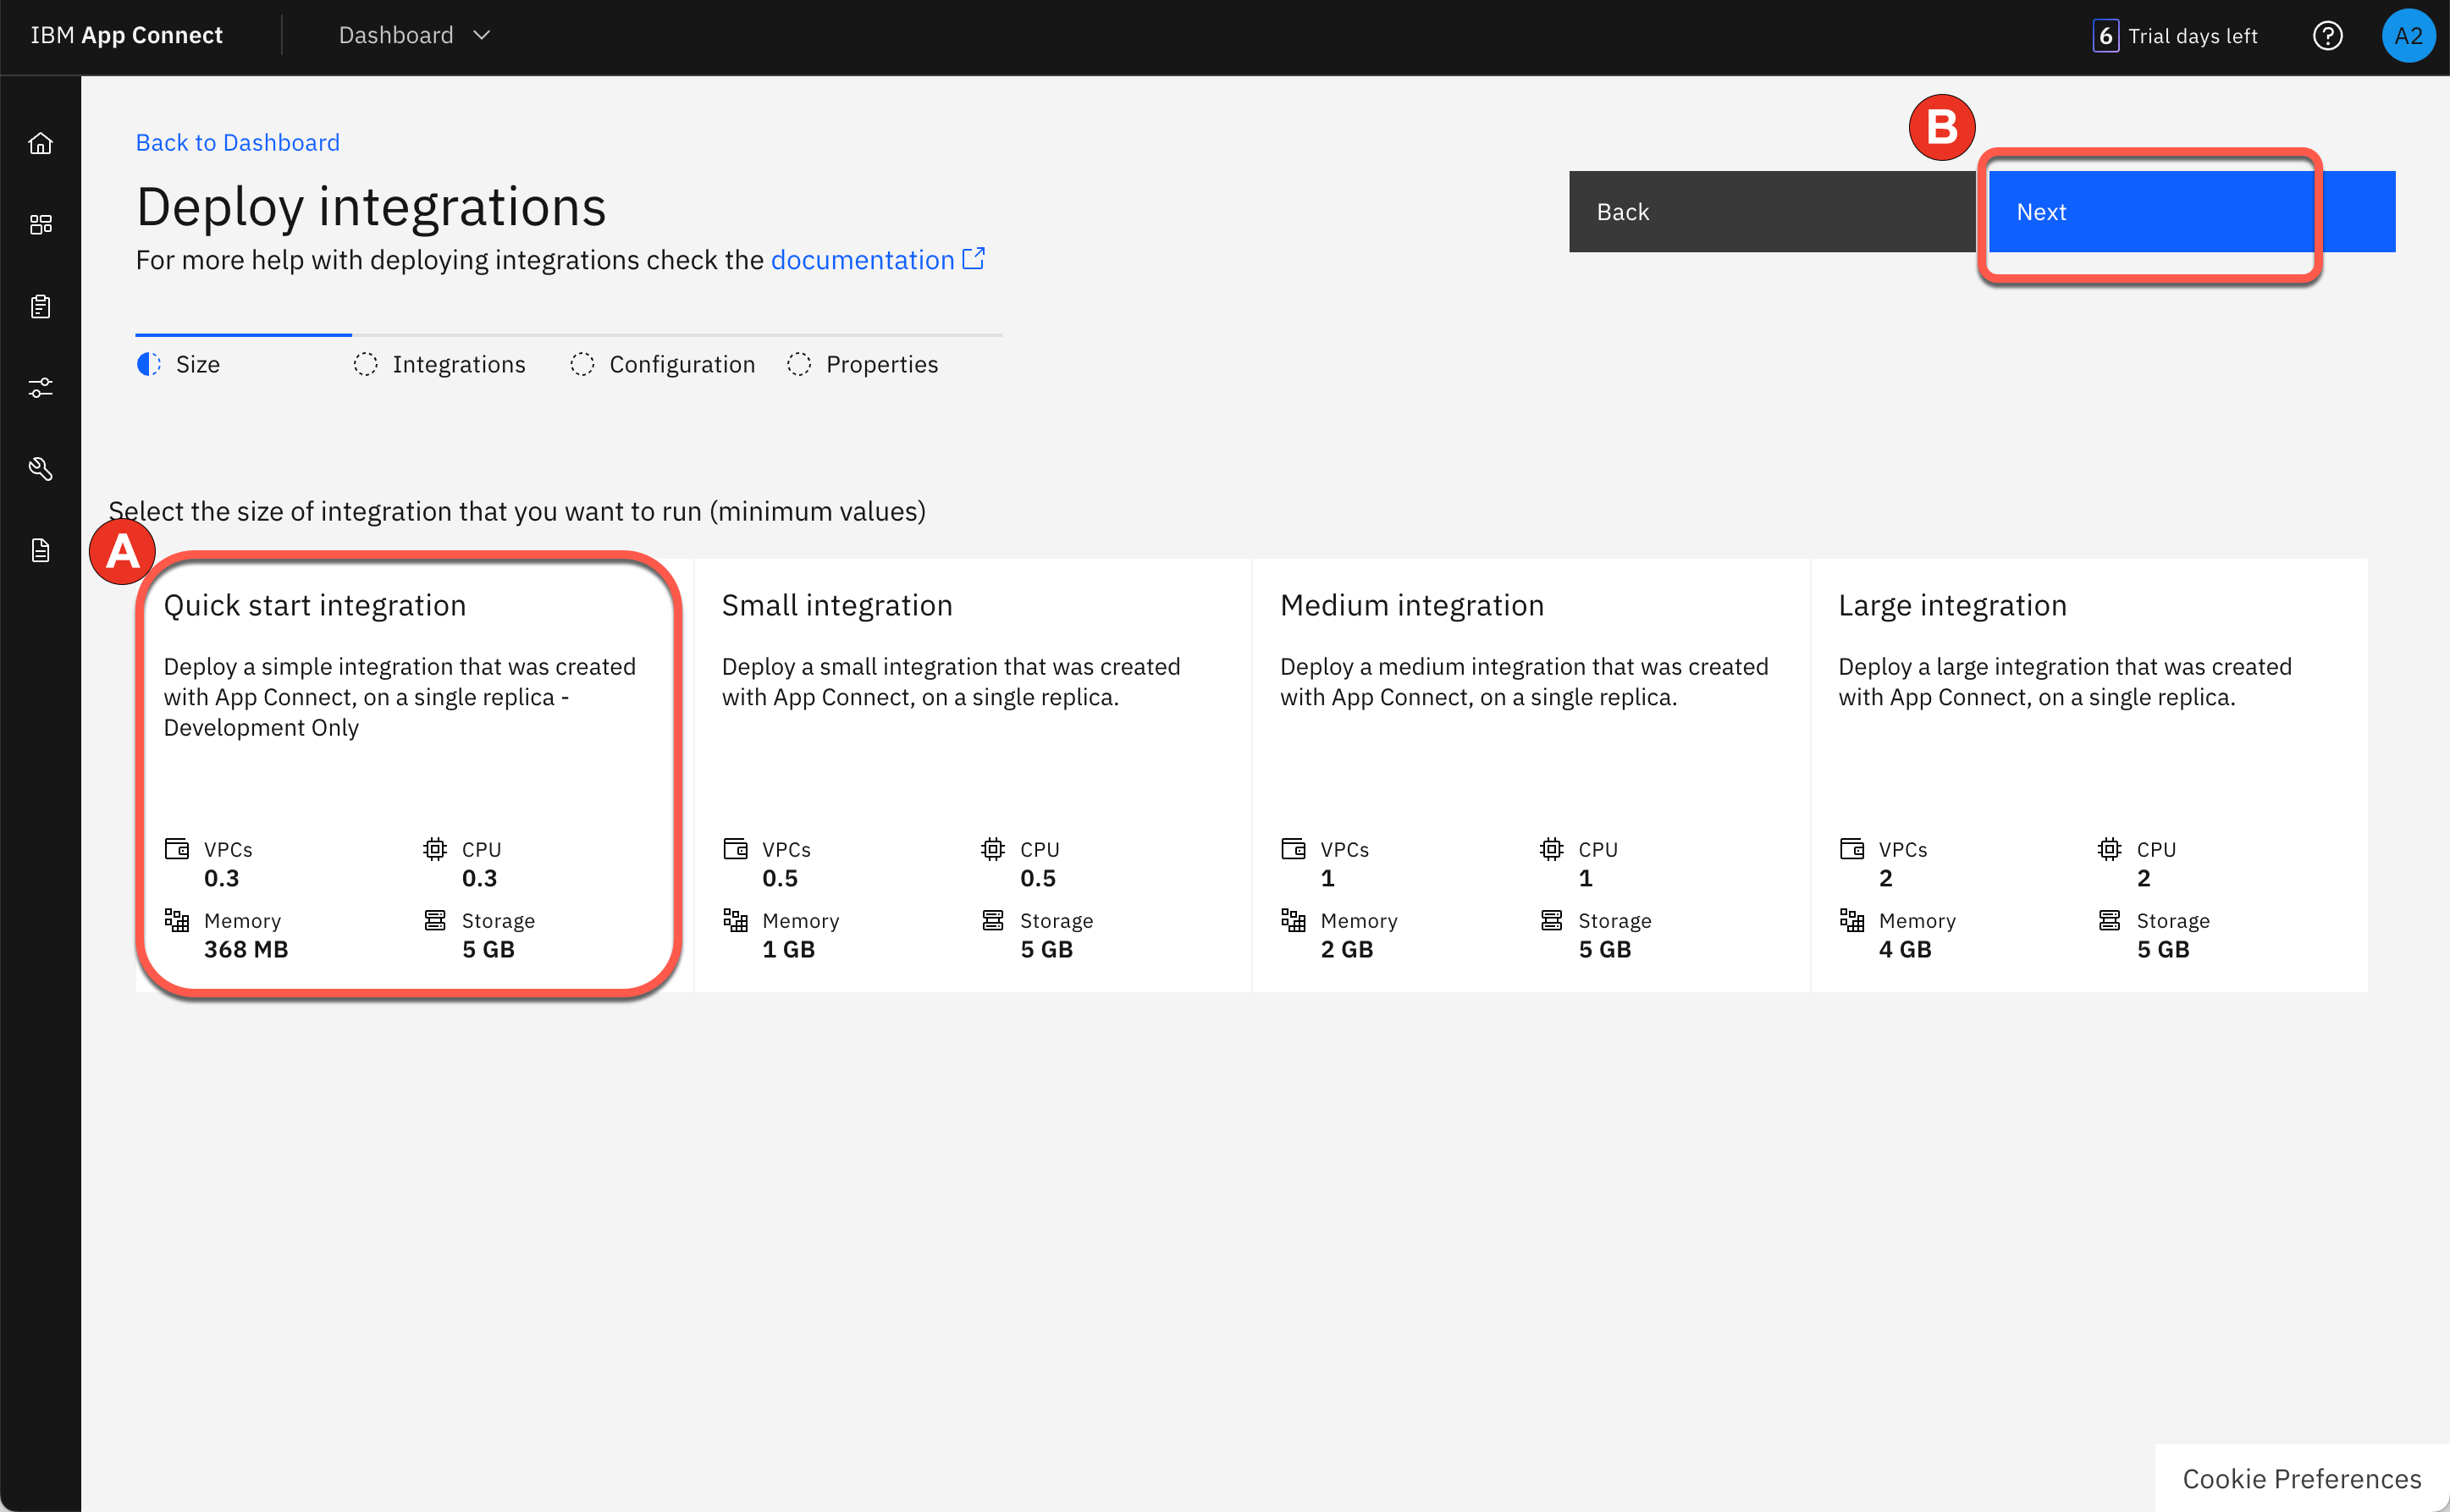 IBM App Connect
Dashboard
6 Trial days left
A2
Back to Dashboard
B
Deploy integrations
Back
Next
For more help with deploying integrations check the documentation
Size
Integrations
Configuration
Properties
Select the size of integration that you want to run (minimum values)
A
Quick start integration
Deploy a simple integration that was created
with App Connect, on a single replica -
Development Only
VPCs
0.3
CPU
0.3
Memory
368 MB
Storage
5 GB
Small integration
Deploy a small integration that was created
with App Connect, on a single replica.
VPCs
0.5
CPU
0.5
Memory
1 GB
Storage
5 GB
Medium integration
Deploy a medium integration that was created
with App Connect, on a single replica.
VPCs
1
CPU
1
Memory
2 GB
Storage
5 GB
Large integration
Deploy a large integration that was created
with App Connect, on a single replica.
VPCs
2
CPU
2
Memory
4 GB
Storage
5 GB
Cookie Preferences